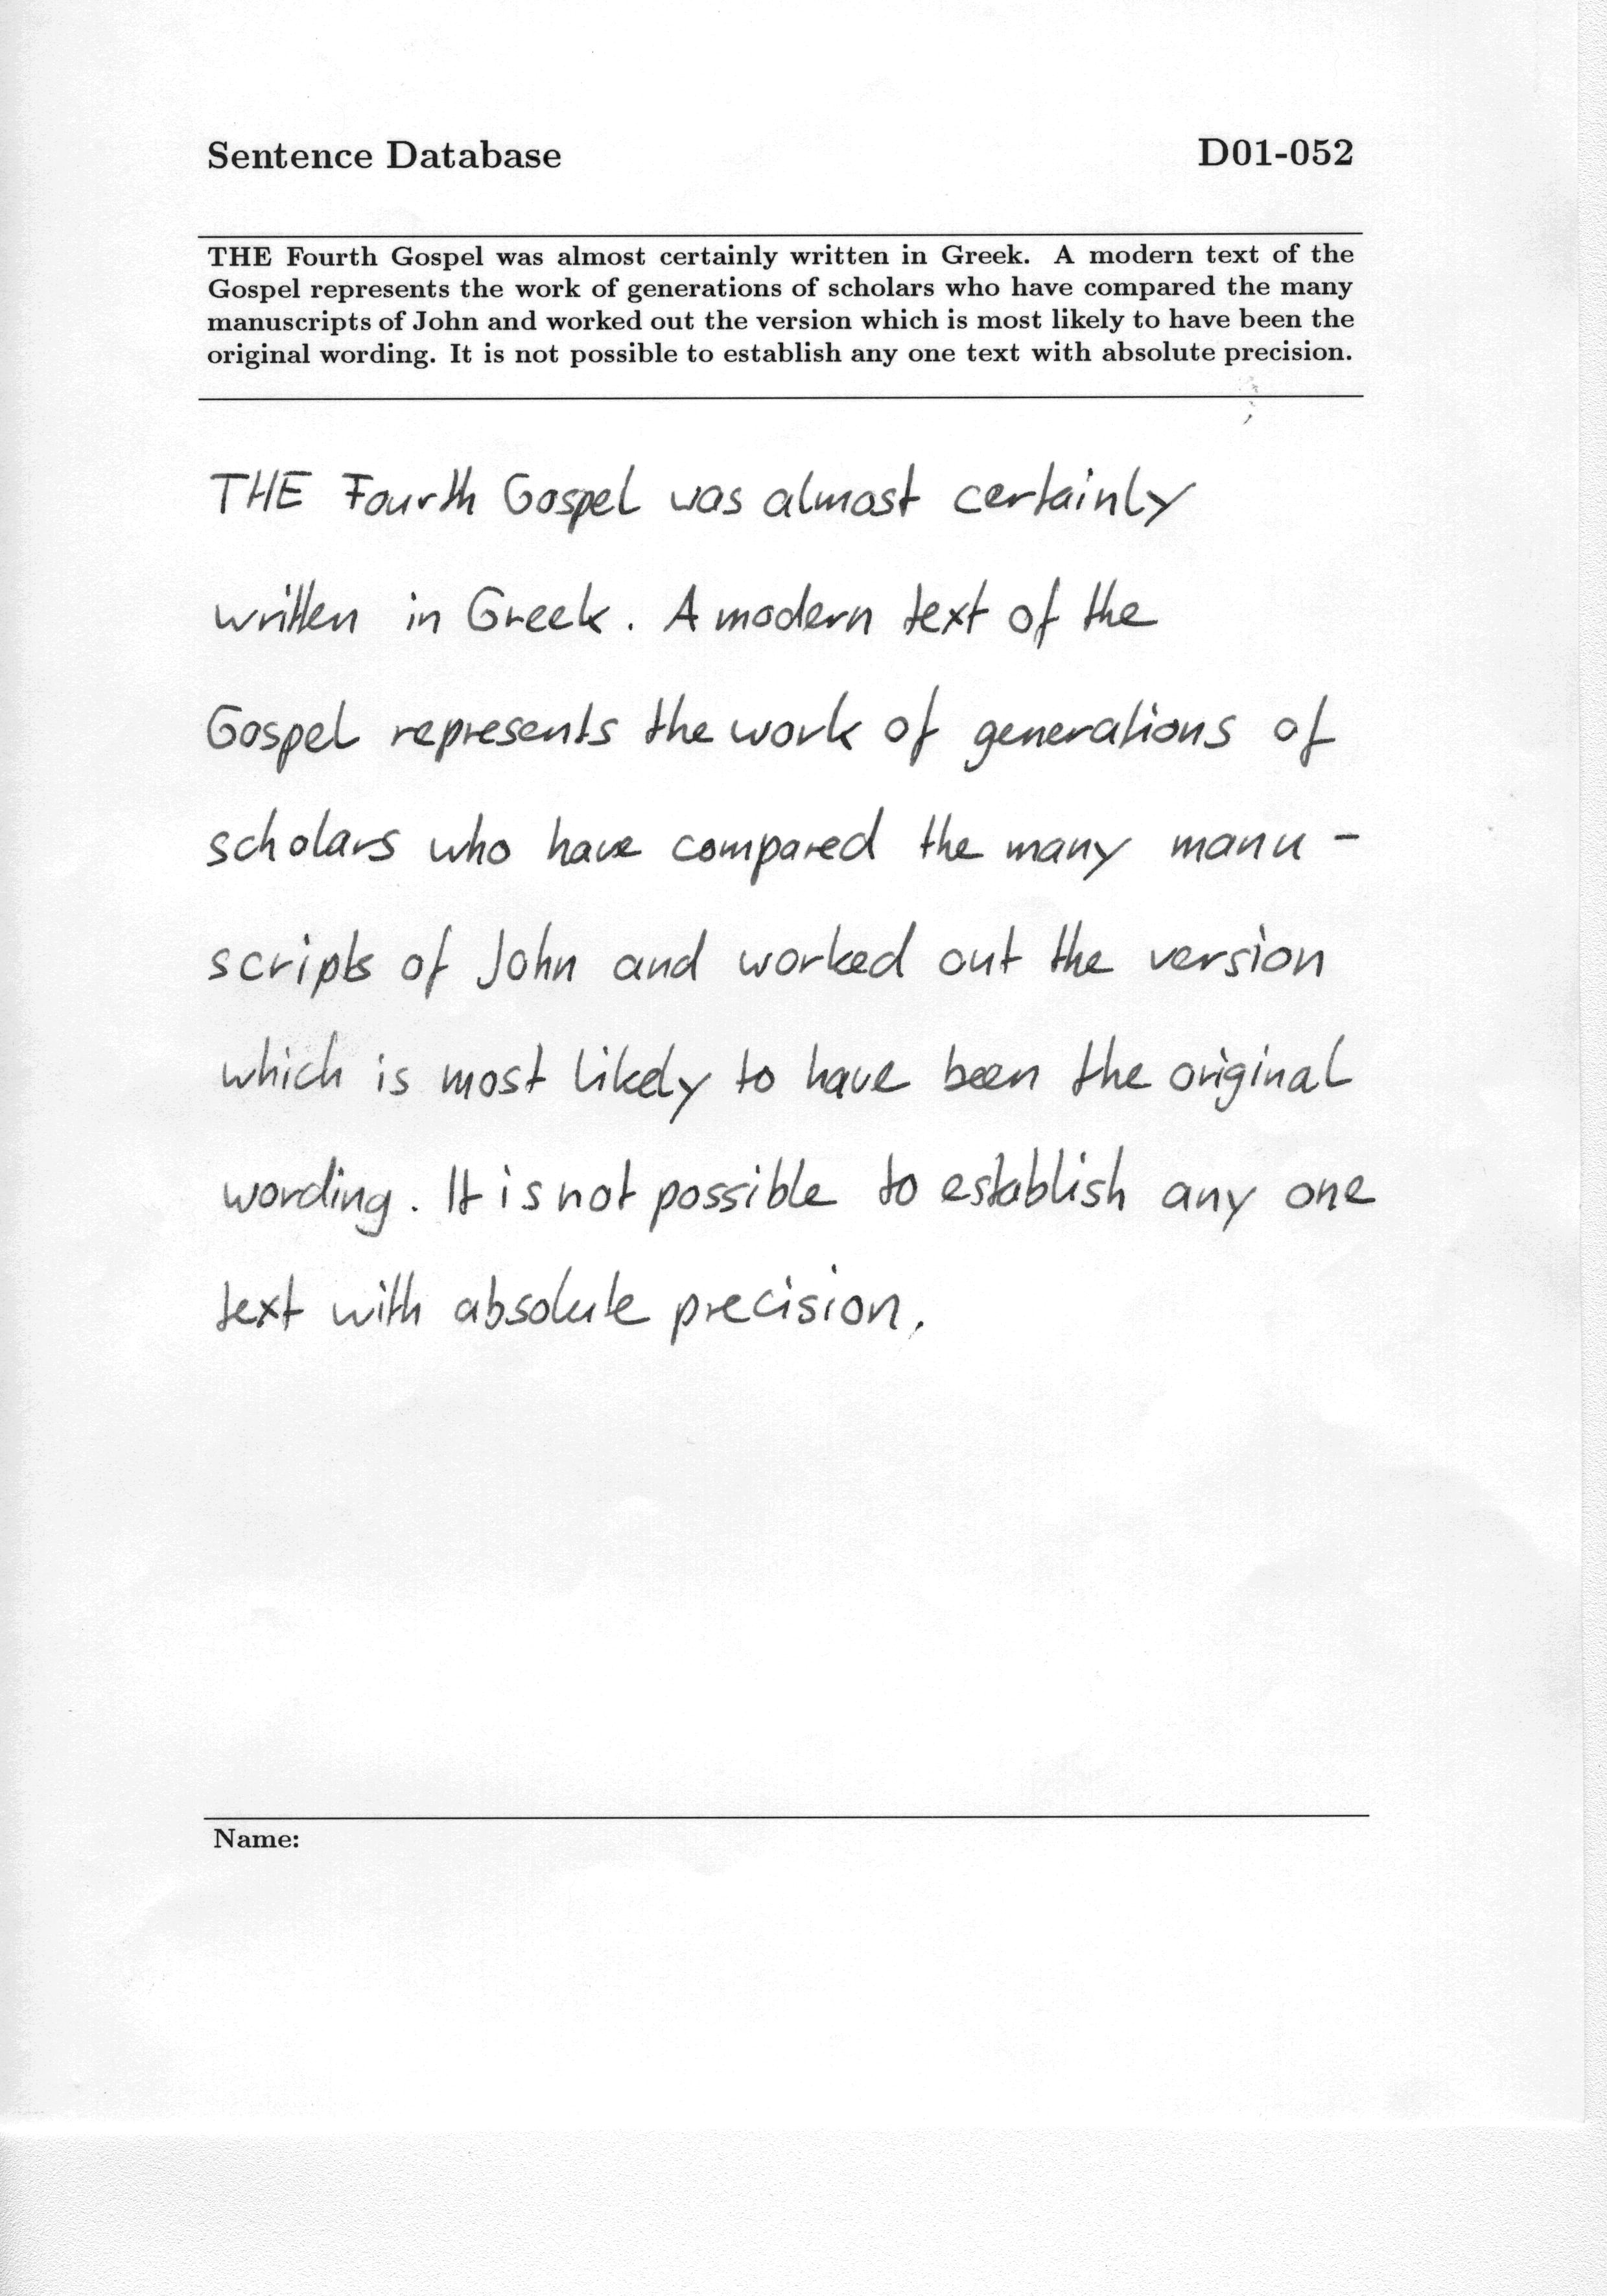 Sentence Database D01-052
THE Fourth Gospel was almost certainly written in Greek. A modern text of the
Gospel represents the work of generations of scholars who have compared the many
manuscripts of John and worked out the version which is most likely to have been the
original wording. It is not possible to establish any one text with absolute precision.
THE Fourth Gospel was almost certainly
written in Greek. A modern text of the
Gospel represents the work of generations of
scholars who have compared the many manu-
scripts of John and worked out the version
which is most likely to have been the original
wording. It is not possible to establish any one
text with absolute precision.
Name: